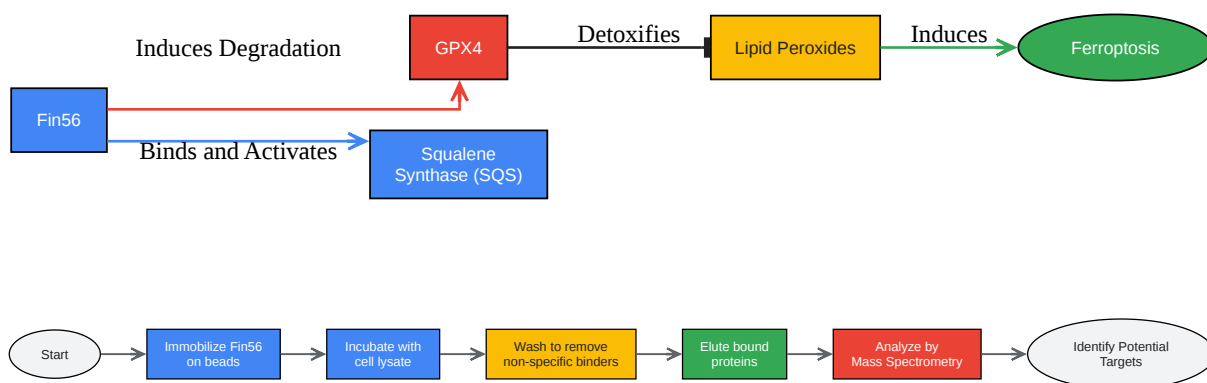 Induces Degradation
GPX4
Detoxifies
Lipid Peroxides
Induces
Ferroptosis
Fin56
Binds and Activates
Squalene
Synthase (SQS)
Start
Immobilize Fin56
on beads
Incubate with
cell lysate
Wash to remove
non-specific binders
Elute bound
proteins
Analyze by
Mass Spectrometry
Identify Potential
Targets